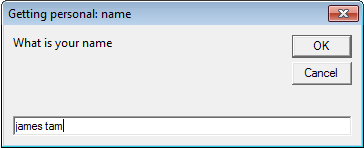 Getting personal: name
What is your name
OK
Cancel
james tam